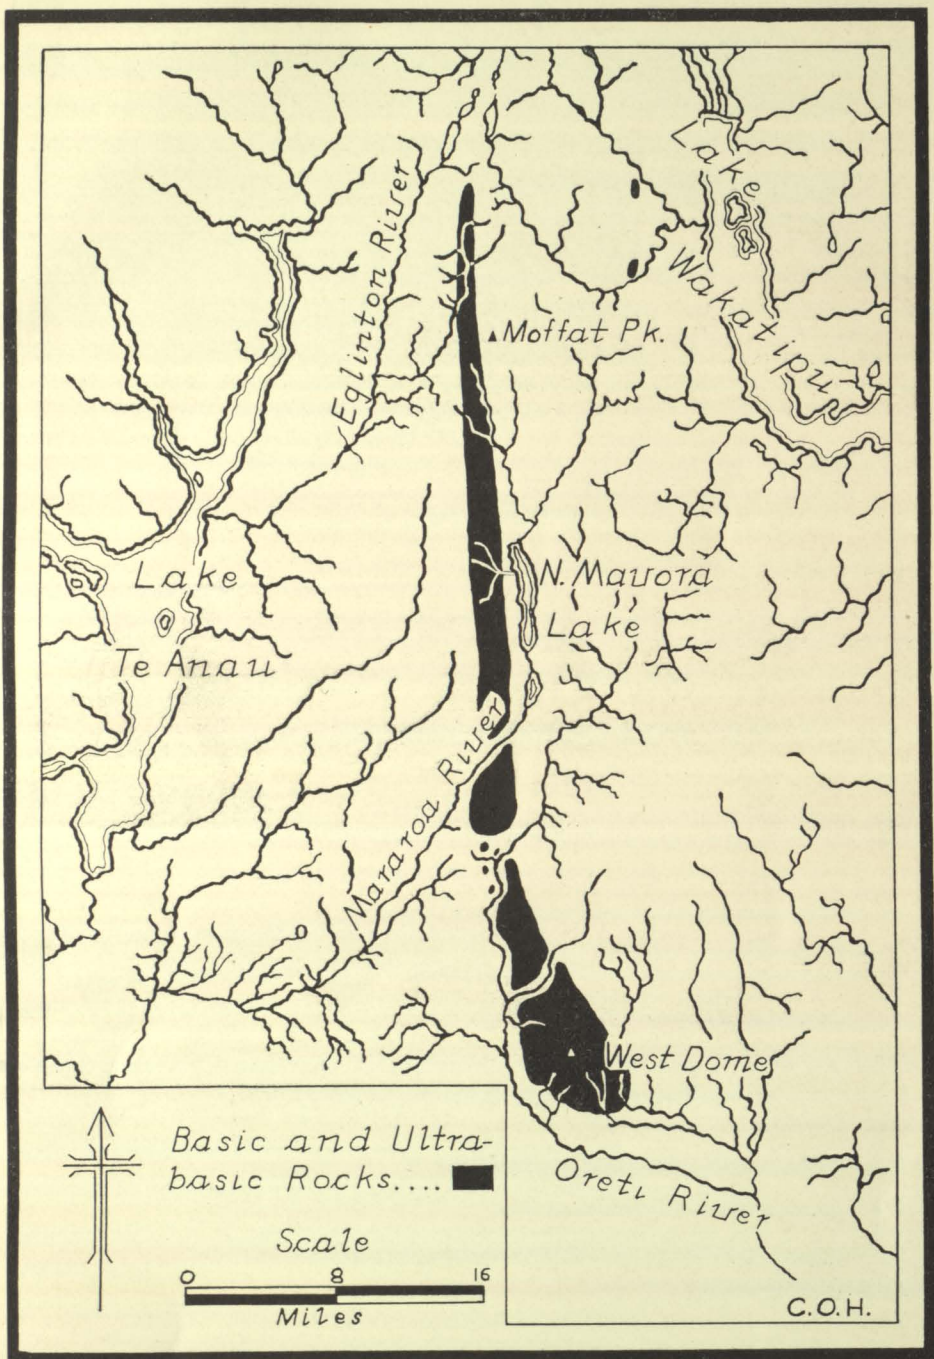 Lake
Wakatipu
Eglinton River
Moffat Pk.
N. Mavora
Lake
Lake
Te Anau
Mararoa River
West Dome
Oreti River
Basic and Ultra-
basic Rocks....
Scale
0 8 16
Miles
C.O.H.